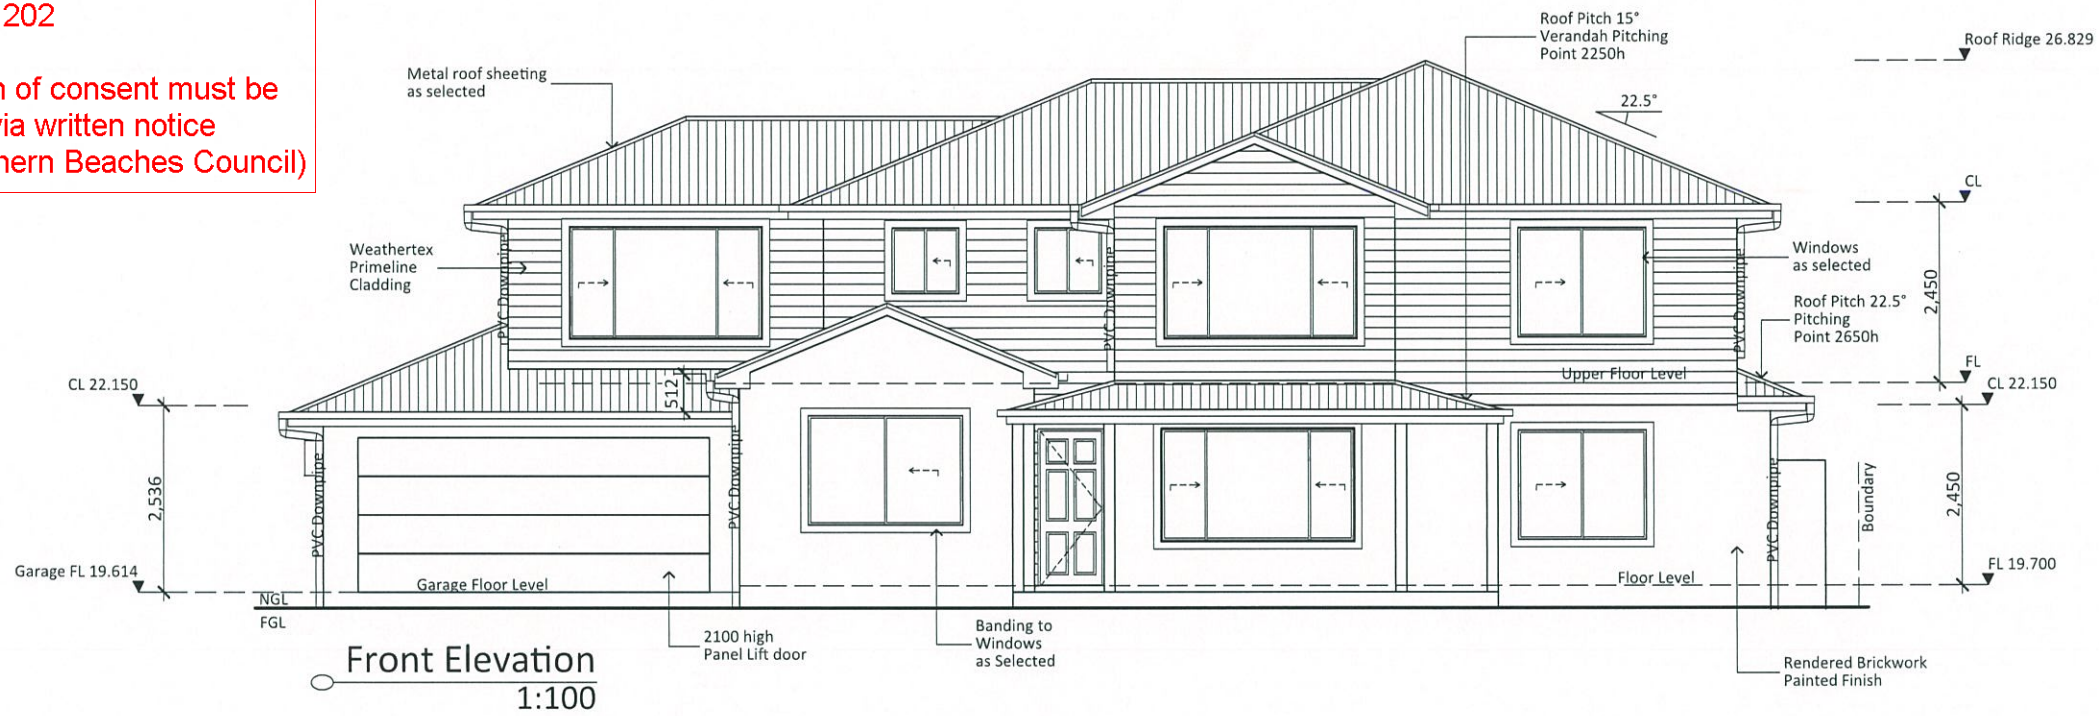 202
n of consent must be
via written notice
hern Beaches Council)
Metal roof sheeting
as selected
Roof Pitch 15°
Verandah Pitching
Point 2250h
Roof Ridge 26.829
22.5°
CL
Weathertex
Primeline
Cladding
PVC Downpipe
PVC Downpipe
PVC Downpipe
Windows
as selected
2,450
Roof Pitch 22.5°
Pitching
Point 2650h
Upper Floor Level
FL
CL 22.150
CL 22.150
512
2,536
PVC Downpipe
PVC Downpipe
PVC Downpipe
Boundary
2,450
Garage FL 19.614
Garage Floor Level
Floor Level
FL 19.700
NGL
FGL
2100 high
Panel Lift door
Banding to
Windows
as Selected
Rendered Brickwork
Painted Finish
Front Elevation
1:100